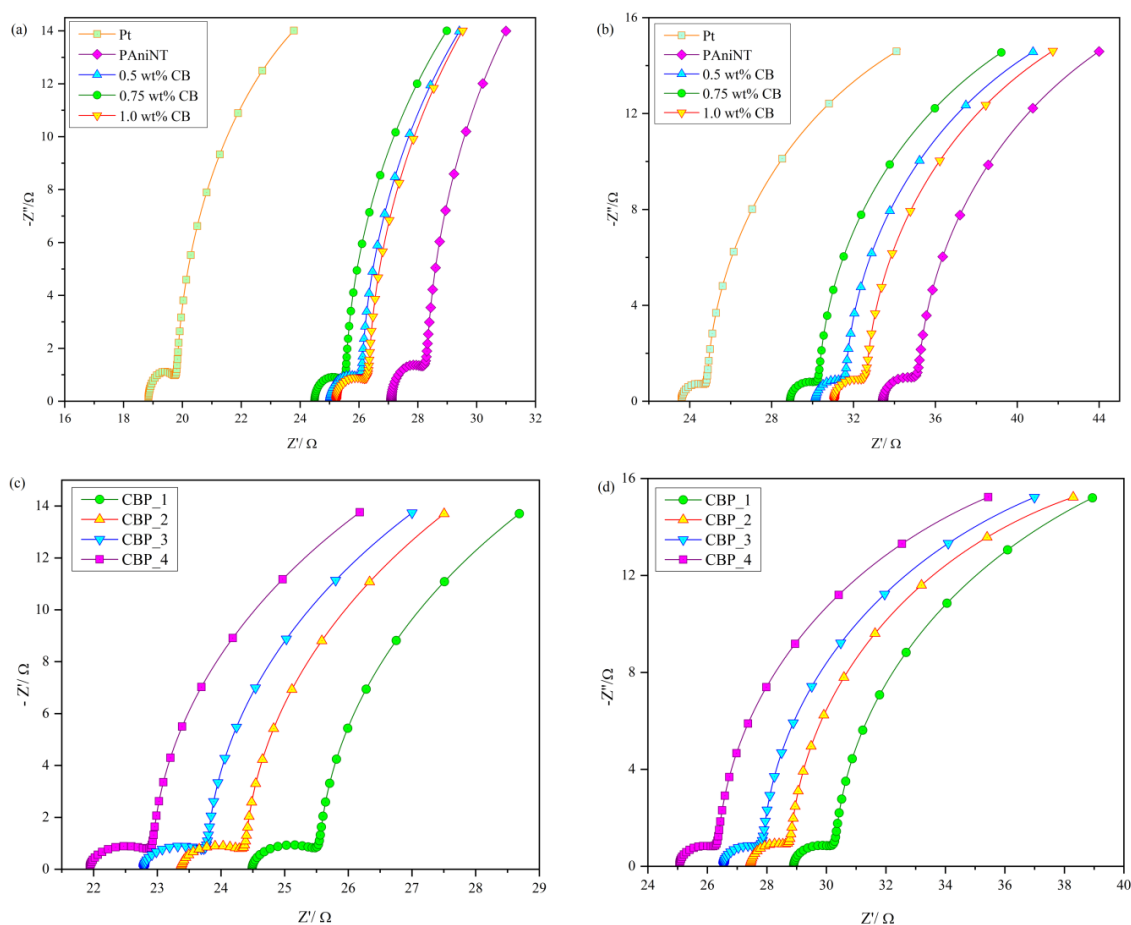 (a)
Pt
PAniNT
0.5 wt% CB
0.75 wt% CB
1.0 wt% CB
-Z''/Ω
14
12
10
8
6
4
2
0
16 18 20 22 24 26 28 30 32
Z'/ Ω
(b)
Pt
PAniNT
0.5 wt% CB
0.75 wt% CB
1.0 wt% CB
-Z''/Ω
16
12
8
4
0
24 28 32 36 40 44
Z'/ Ω
(c)
CBP_1
CBP_2
CBP_3
CBP_4
- Z'/ Ω
14
12
10
8
6
4
2
0
22 23 24 25 26 27 28 29
Z'/ Ω
(d)
CBP_1
CBP_2
CBP_3
CBP_4
-Z''/Ω
16
12
8
4
0
24 26 28 30 32 34 36 38 40
Z'/ Ω